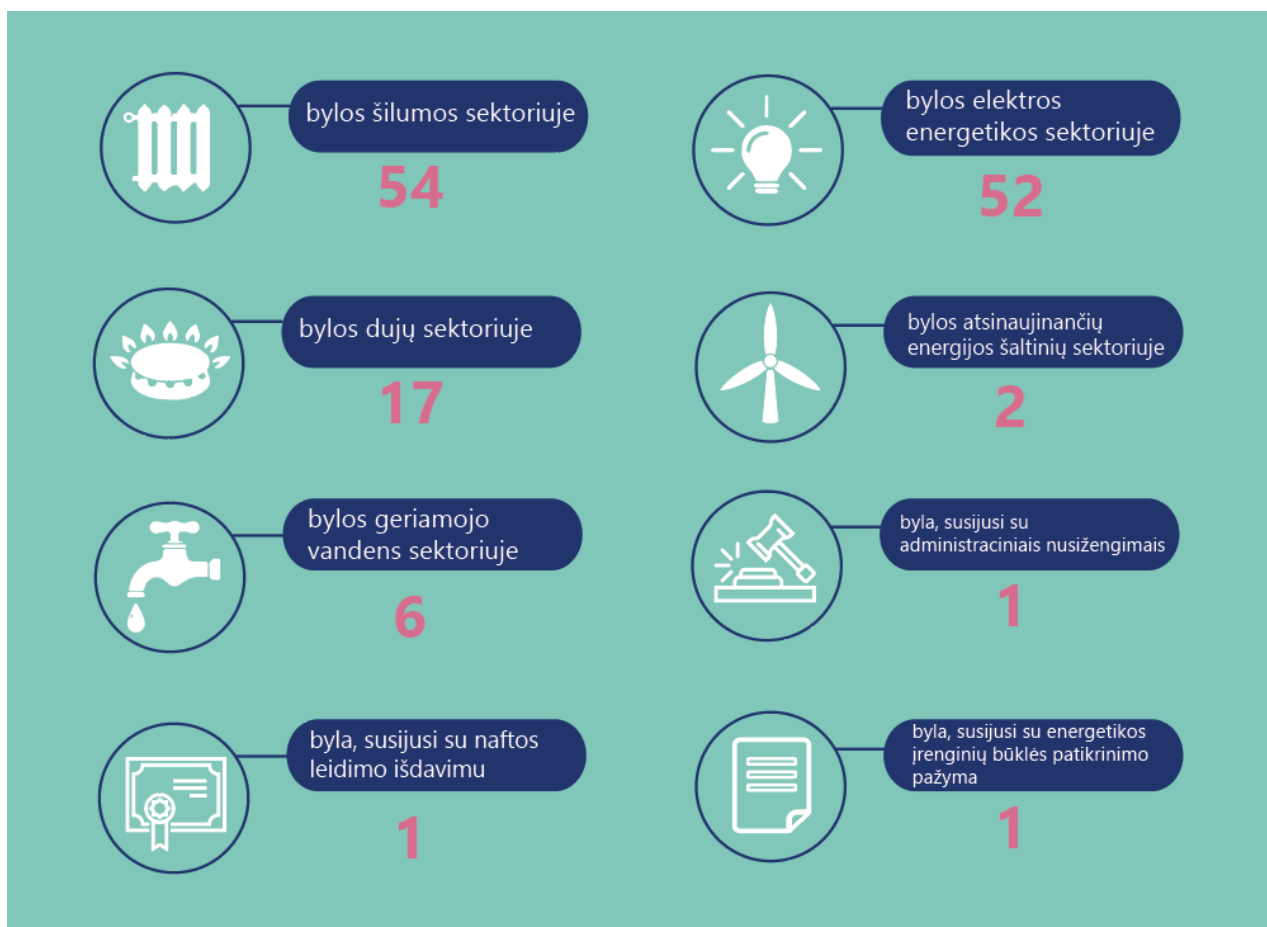 bylos šilumos sektoriuje
54
bylos elektros
energetikos sektoriuje
52
bylos dujų sektoriuje
17
bylos atsinaujinančių
energijos šaltinių sektoriuje
2
bylos geriamojo
vandens sektoriuje
6
byla, susijusi su
administraciniais nusižengimais
1
byla, susijusi su naftos
leidimo išdavimu
1
byla, susijusi su energetikos
įrenginių būklės patikrinimo
pažyma
1